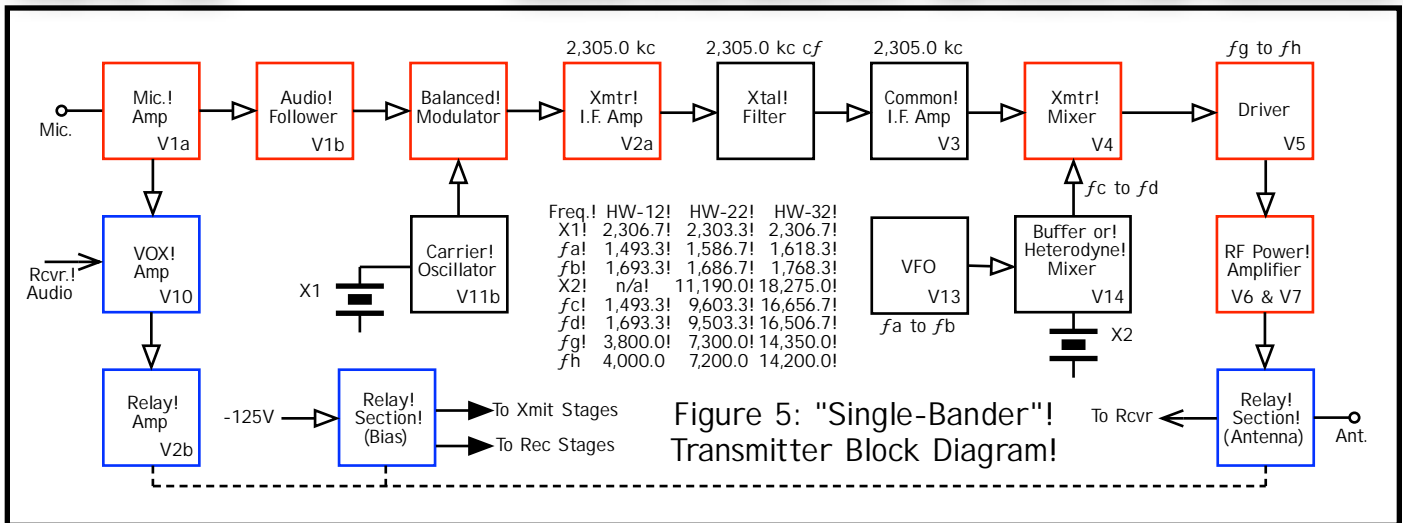 2,305.0 kc
2,305.0 kc cƒ
2,305.0 kc
ƒg to ƒh
Mic.
Mic.!
Amp
V1a
Audio!
Follower
V1b
Balanced!
Modulator
Xmtr!
I.F. Amp
V2a
Xtal!
Filter
Common!
I.F. Amp
V3
Xmtr!
Mixer
V4
Driver
V5
ƒc to ƒd
Rcvr.!
Audio
VOX!
Amp
V10
X1
Carrier!
Oscillator
V11b
Freq.! HW-12! HW-22! HW-32!
X1! 2,306.7! 2,303.3! 2,306.7!
ƒa! 1,493.3! 1,586.7! 1,618.3!
ƒb! 1,693.3! 1,686.7! 1,768.3!
X2! n/a! 11,190.0! 18,275.0!
ƒc! 1,493.3! 9,603.3! 16,656.7!
ƒd! 1,693.3! 9,503.3! 16,506.7!
ƒg! 3,800.0! 7,300.0! 14,350.0!
ƒh 4,000.0 7,200.0 14,200.0!
VFO
V13
ƒa to ƒb
Buffer or!
Heterodyne!
Mixer
V14
X2
RF Power!
Amplifier
V6 & V7
Relay!
Amp
V2b
-125V
Relay!
Section!
(Bias)
To Xmit Stages
To Rec Stages
Figure 5: "Single-Bander"!
Transmitter Block Diagram!
To Rcvr
Relay!
Section!
(Antenna)
Ant.